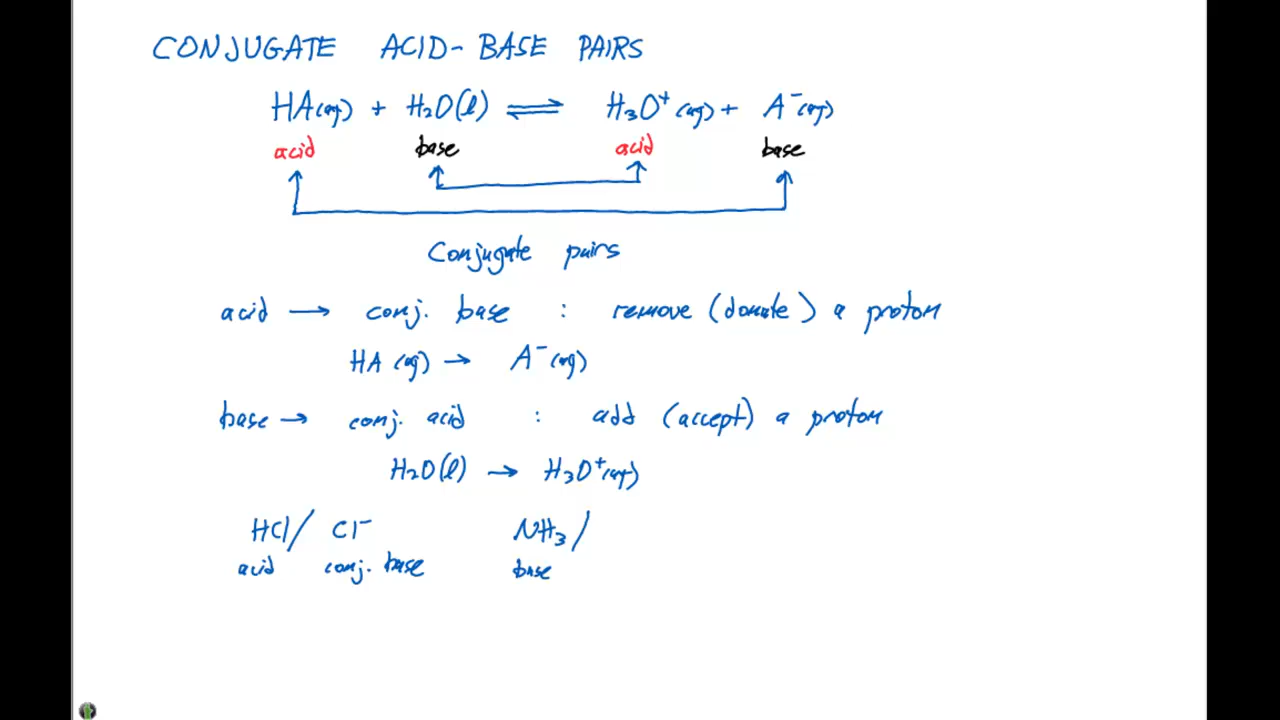 CONJUGATE ACID-BASE PAIRS
HA(aq) + H₂O(l) ⇌ H₃O⁺(aq) + A⁻(aq)
acid base acid base
Conjugate pairs
acid → conj. base : remove (donate) a proton
HA(aq) → A⁻(aq)
base → conj. acid : add (accept) a proton
H₂O(l) → H₃O⁺(aq)
HCl/ Cl⁻ NH₃/
acid conj. base base